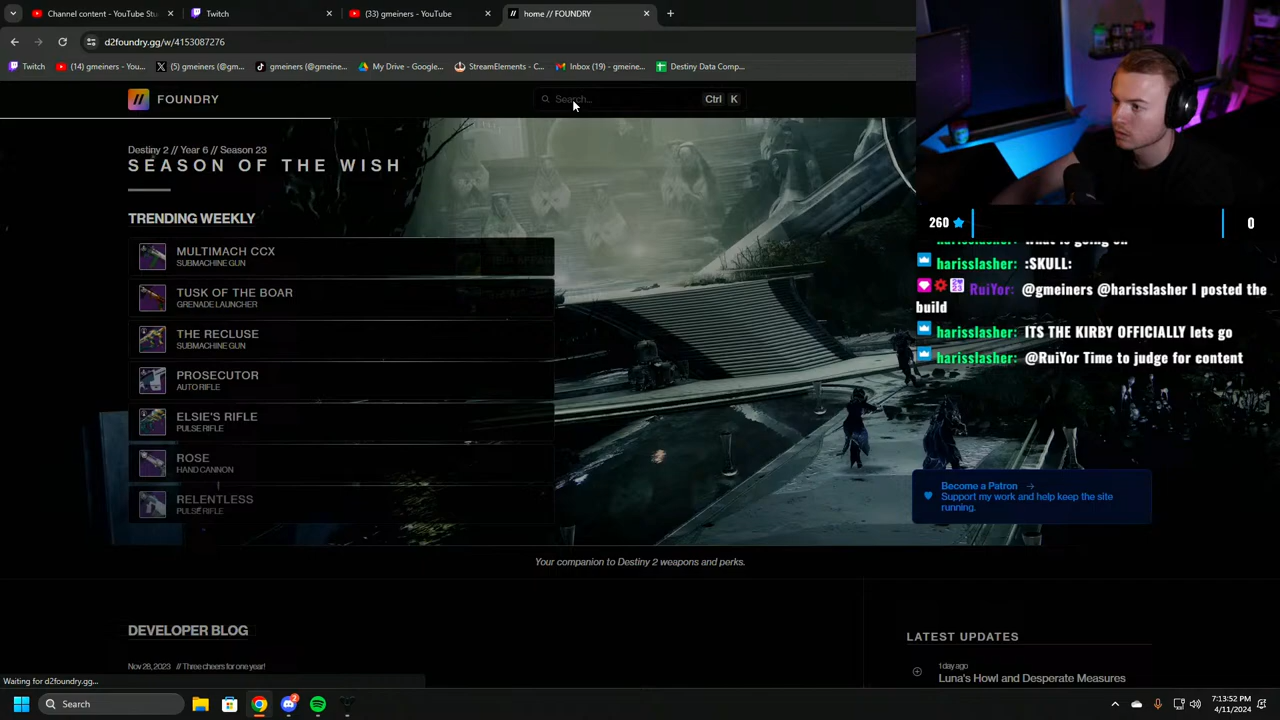 Channel content - YouTube Stu
Twitch
(33) gmeiners - YouTube
home // FOUNDRY
d2foundry.gg/w/4153087276
Twitch
(14) gmeiners - You...
(5) gmeiners (@gm...
gmeiners (@gmeine...
My Drive - Google...
StreamElements - C...
Inbox (19) - gmeine...
Destiny Data Comp...
FOUNDRY
Search...
Ctrl K
Destiny 2 // Year 6 // Season 23
SEASON OF THE WISH
TRENDING WEEKLY
MULTIMACH CCX
SUBMACHINE GUN
TUSK OF THE BOAR
GRENADE LAUNCHER
THE RECLUSE
SUBMACHINE GUN
PROSECUTOR
AUTO RIFLE
ELSIE'S RIFLE
PULSE RIFLE
ROSE
HAND CANNON
RELENTLESS
PULSE RIFLE
260
0
harisslasher: what is going on
harisslasher: :SKULL:
RuiYor: @gmeiners @harisslasher I posted the
build
harisslasher: ITS THE KIRBY OFFICIALLY lets go
harisslasher: @RuiYor Time to judge for content
Become a Patron →
Support my work and help keep the site
running.
Your companion to Destiny 2 weapons and perks.
DEVELOPER BLOG
Nov 28, 2023 // Three cheers for one year!
LATEST UPDATES
1 day ago
Luna's Howl and Desperate Measures
Waiting for d2foundry.gg...
Search
2
7:13:52 PM
4/11/2024